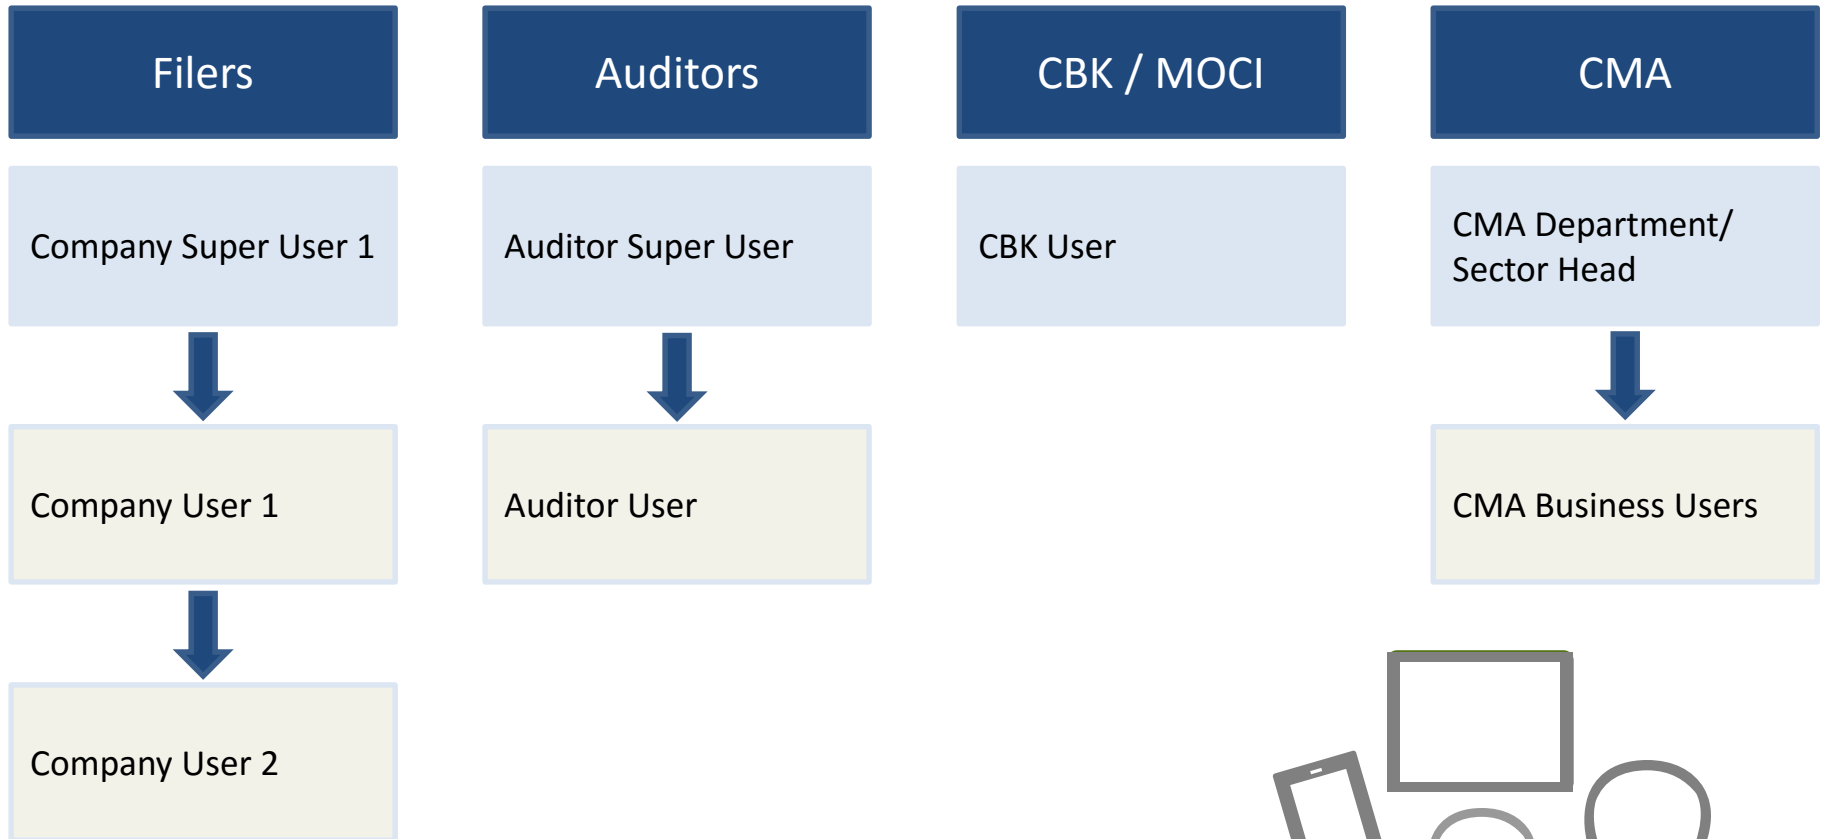 Filers
Auditors
CBK / MOCI
CMA
Company Super User 1
Auditor Super User
CBK User
CMA Department/
Sector Head
Company User 1
Auditor User
CMA Business Users
Company User 2